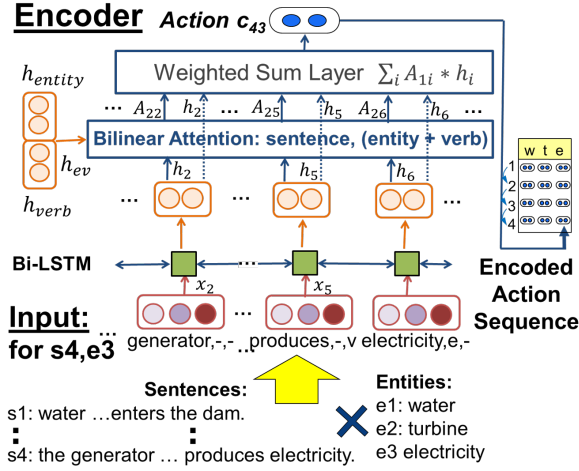 Encoder
Action c43
Weighted Sum Layer ∑i A1i * hi
hentity
... A22 h2 ... A25 h5 A26 h6 ...
Bilinear Attention: sentence, (entity + verb)
hev
hverb
h2 h5 h6
... ... ...
w t e
1
2
3
4
Bi-LSTM
...
x2 x5
Encoded
Action
Sequence
Input:
for s4,e3
... ...
generator,-,- ... produces,-,v electricity,e,-
Sentences:
s1: water ...enters the dam.
: :
s4: the generator ... produces electricity.
Entities:
e1: water
e2: turbine
e3 electricity